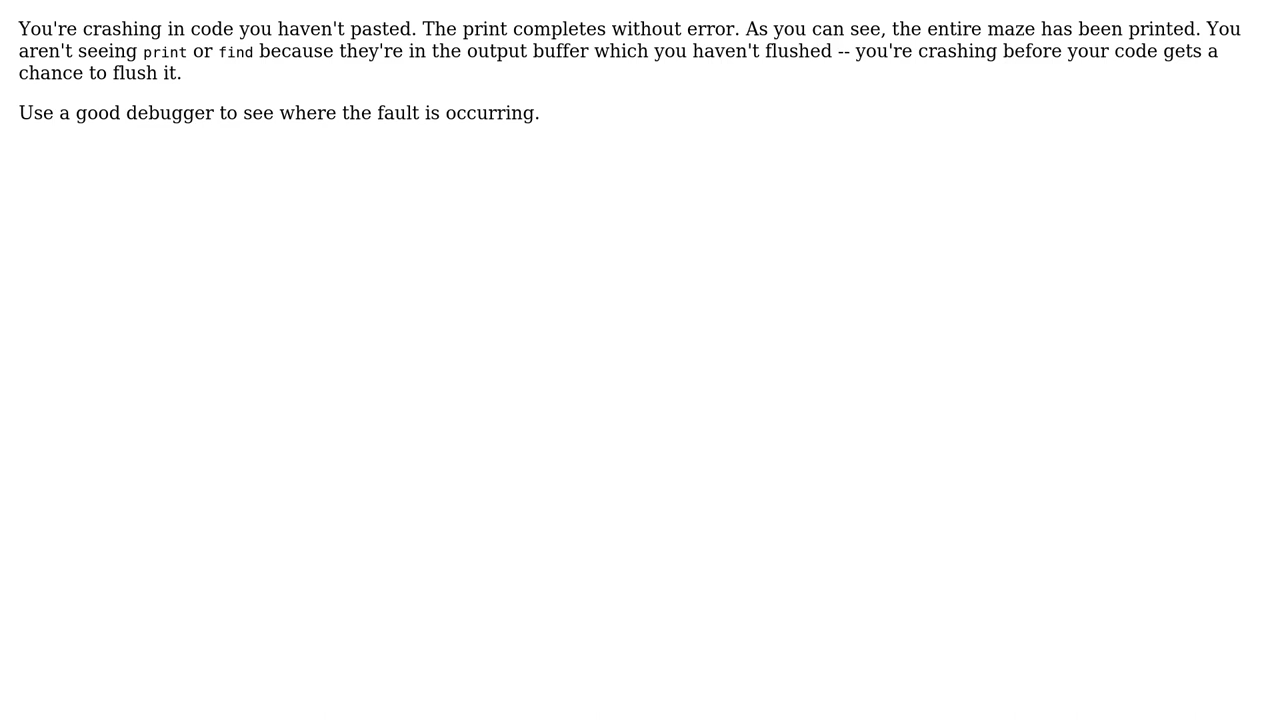 You're crashing in code you haven't pasted. The print completes without error. As you can see, the entire maze has been printed. You
aren't seeing print or find because they're in the output buffer which you haven't flushed -- you're crashing before your code gets a
chance to flush it.
Use a good debugger to see where the fault is occurring.